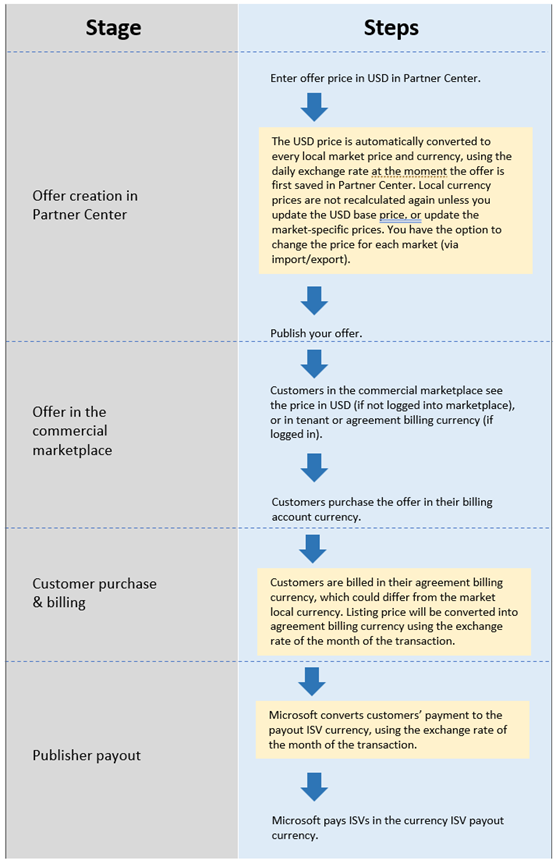 Stage
Steps
Offer creation in
Partner Center
Enter offer price in USD in Partner Center.
The USD price is automatically converted to
every local market price and currency, using the
daily exchange rate at the moment the offer is
first saved in Partner Center. Local currency
prices are not recalculated again unless you
update the USD base price, or update the
market-specific prices. You have the option to
change the price for each market (via
import/export).
Publish your offer.
Offer in the
commercial
marketplace
Customers in the commercial marketplace see
the price in USD (if not logged into marketplace),
or in tenant or agreement billing currency (if
logged in).
Customers purchase the offer in their billing
account currency.
Customer purchase
& billing
Customers are billed in their agreement billing
currency, which could differ from the market
local currency. Listing price will be converted into
agreement billing currency using the exchange
rate of the month of the transaction.
Publisher payout
Microsoft converts customers' payment to the
payout ISV currency, using the exchange rate of
the month of the transaction.
Microsoft pays ISVs in the currency ISV payout
currency.